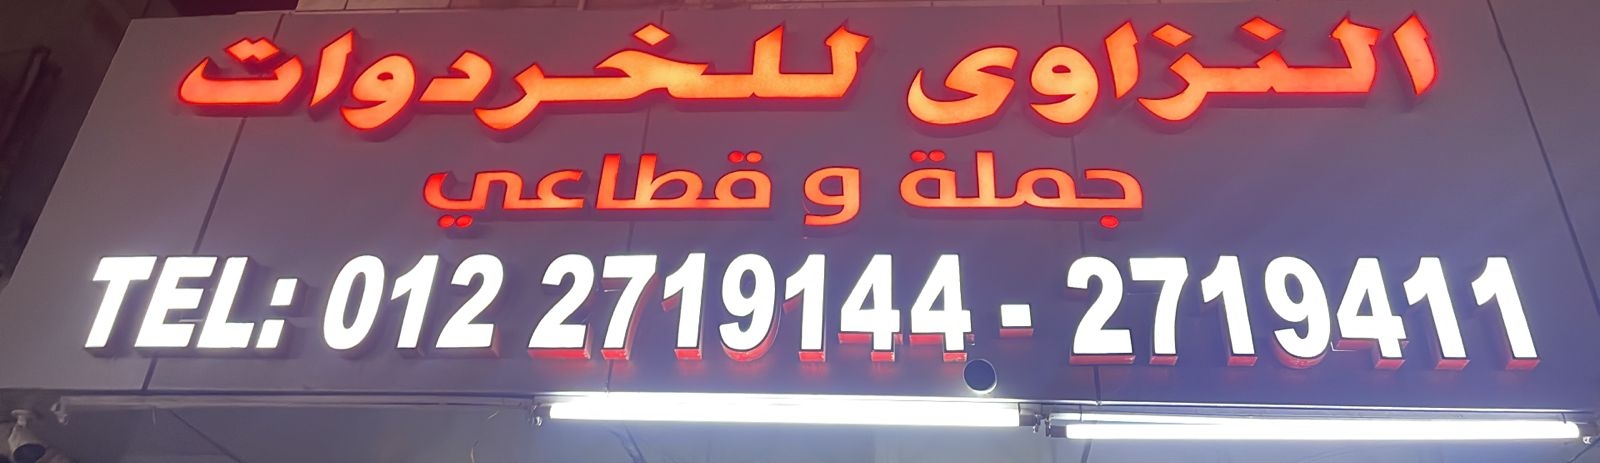 النزاوى للخردوات
جملة و قطاعي
TEL: 012 2719144 - 2719411